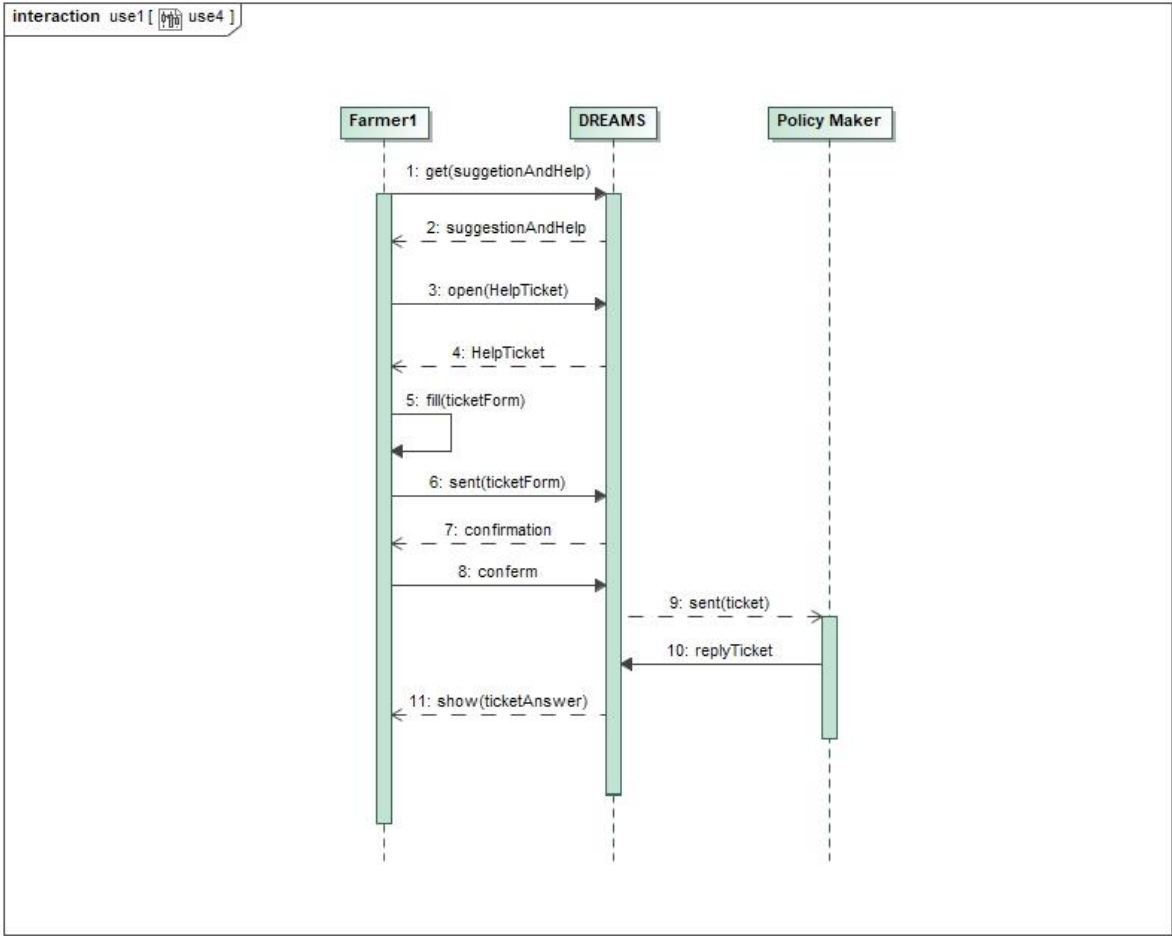 interaction use1 [ use4 ]
Farmer1
DREAMS
Policy Maker
1: get(suggetionAndHelp)
2: suggestionAndHelp
3: open(HelpTicket)
4: HelpTicket
5: fill(ticketForm)
6: sent(ticketForm)
7: confirmation
8: conferm
9: sent(ticket)
10: replyTicket
11: show(ticketAnswer)